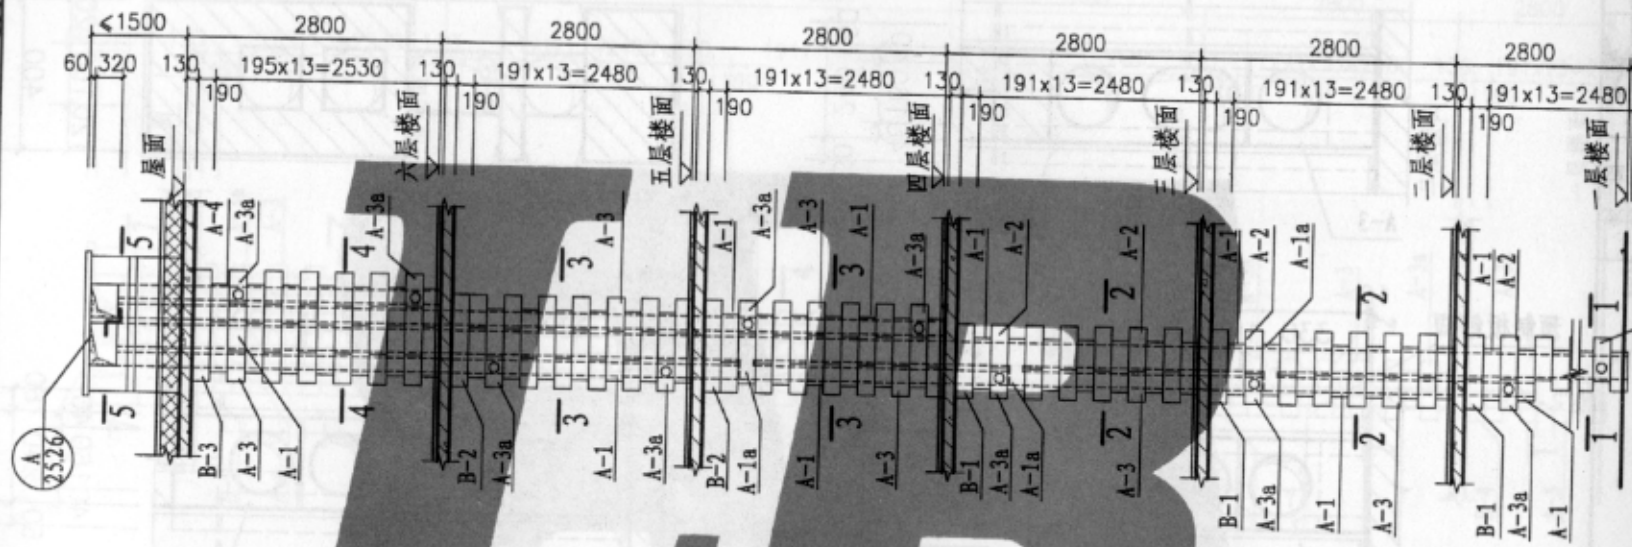 ≤1500 2800 2800 2800 2800 2800 2800
60 320 130 195x13=2530 130 191x13=2480 130 191x13=2480 130 191x13=2480 130 191x13=2480 130 191x13=2480
190 190 190 190 190 190
屋面 六层楼面 五层楼面 四层楼面 三层楼面 二层楼面 一层楼面
5 A-4 A-3a 4 A-3a A-3 3 A-1 A-3a A-3 3 A-1 A-3a A-1 A-2 2 A-2 A-1 A-2 A-1a 2 A-1 A-2 1
5 4 3 3 2 2 1
B-3 A-3 A-1 B-2 A-3a A-1 A-3a B-2 A-1a A-1 A-3 B-1 A-3a A-1a A-3 B-1 A-3a A-1 A-3 B-1 A-3a A-1
A
25.26
A-3